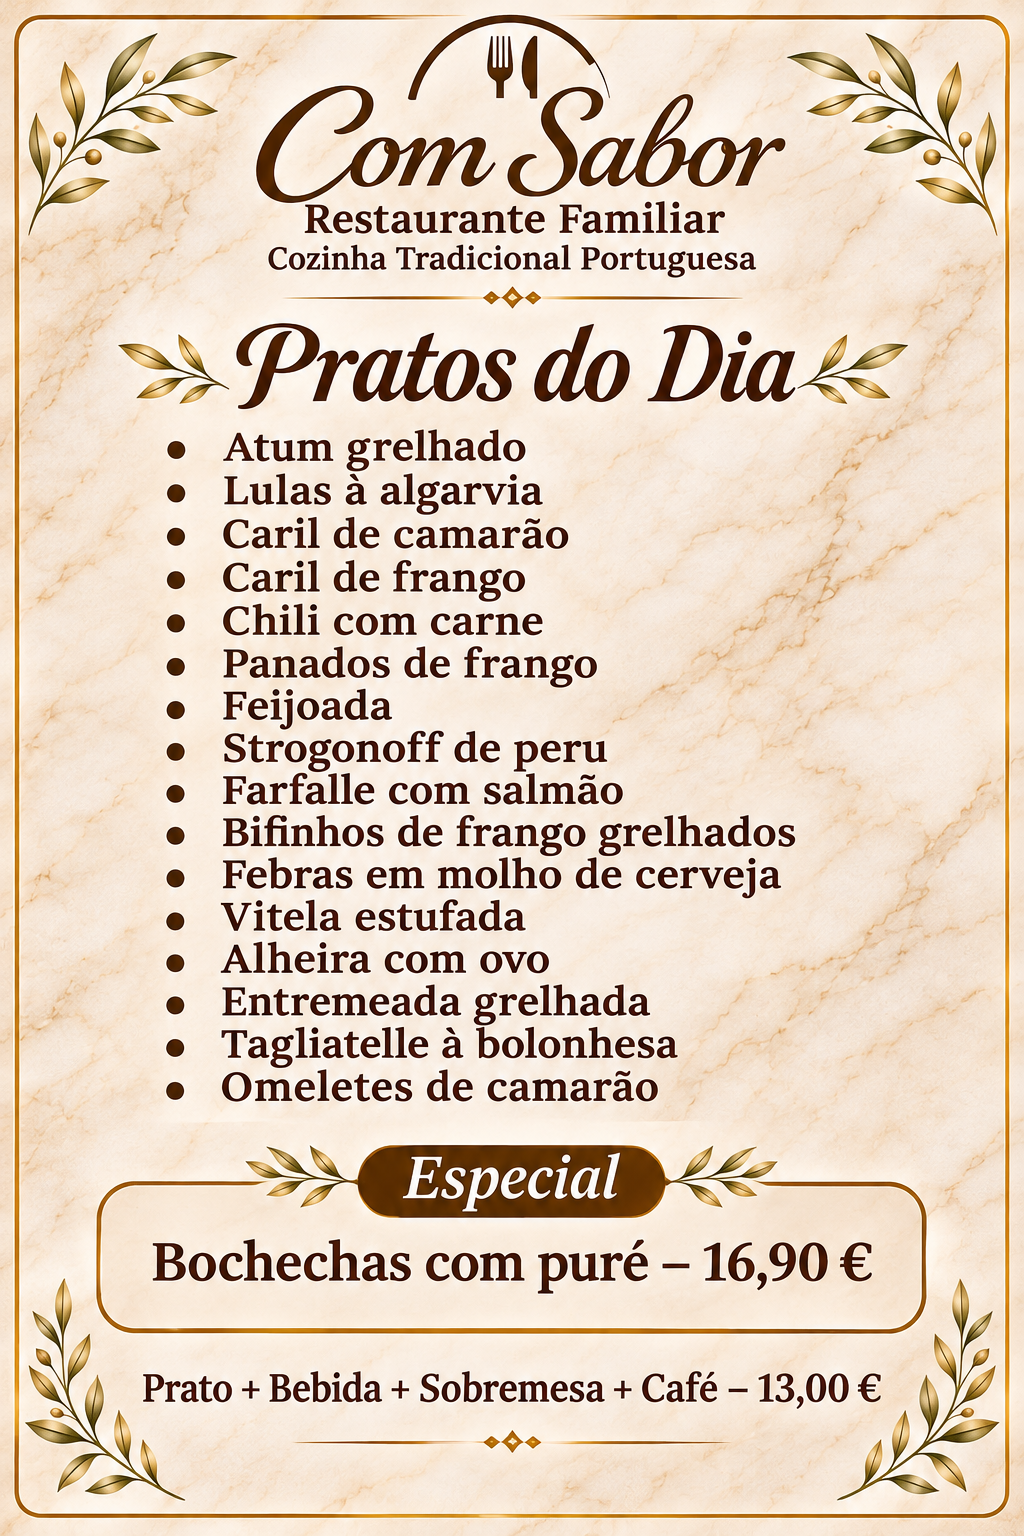 Com Sabor
Restaurante Familiar
Cozinha Tradicional Portuguesa
Pratos do Dia
• Atum grelhado
• Lulas à algarvia
• Caril de camarão
• Caril de frango
• Chili com carne
• Panados de frango
• Feijoada
• Strogonoff de peru
• Farfalle com salmão
• Bifinhos de frango grelhados
• Febras em molho de cerveja
• Vitela estufada
• Alheira com ovo
• Entremeada grelhada
• Tagliatelle à bolonhesa
• Omeletes de camarão
Especial
Bochechas com puré – 16,90 €
Prato + Bebida + Sobremesa + Café – 13,00 €